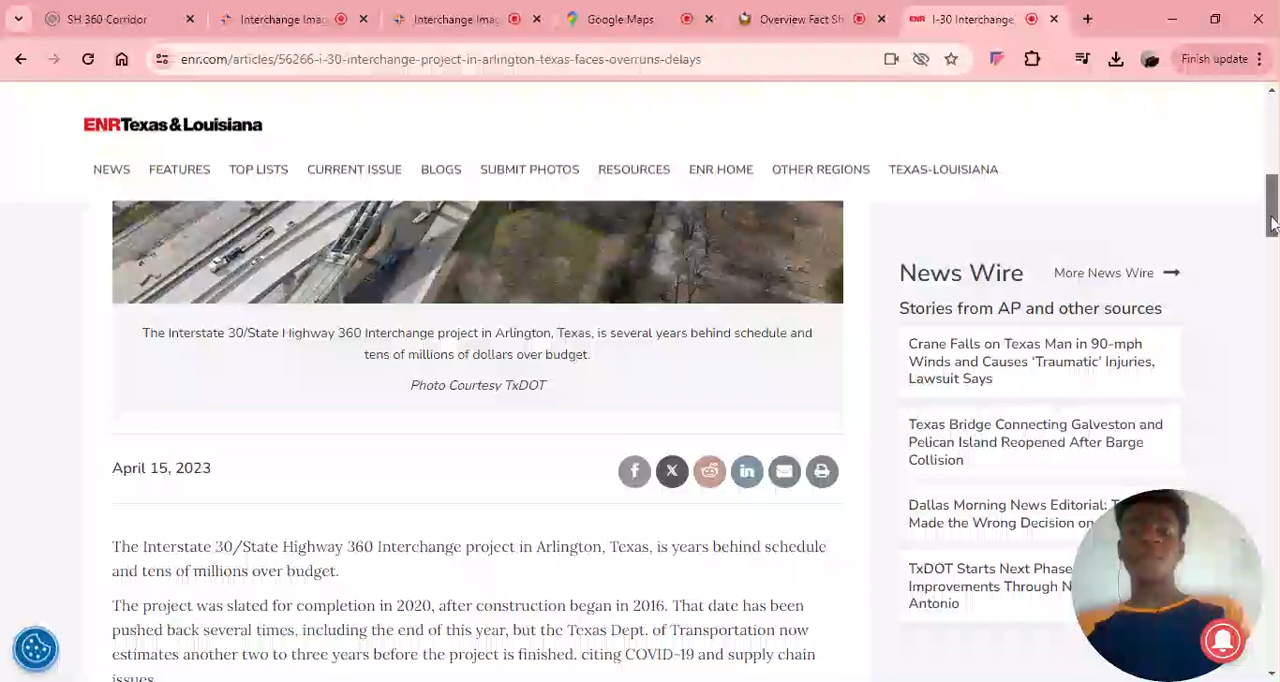 SH 360 Corridor
Interchange Imag
Interchange Imag
Google Maps
Overview Fact Sh
ENR I-30 Interchange
enr.com/articles/56266-i-30-interchange-project-in-arlington-texas-faces-overruns-delays
Finish update
ENRTexas & Louisiana
NEWS FEATURES TOP LISTS CURRENT ISSUE BLOGS SUBMIT PHOTOS RESOURCES ENR HOME OTHER REGIONS TEXAS-LOUISIANA
The Interstate 30/State Highway 360 Interchange project in Arlington, Texas, is several years behind schedule and
tens of millions of dollars over budget.
Photo Courtesy TxDOT
April 15, 2023
The Interstate 30/State Highway 360 Interchange project in Arlington, Texas, is years behind schedule
and tens of millions over budget.
The project was slated for completion in 2020, after construction began in 2016. That date has been
pushed back several times, including the end of this year, but the Texas Dept. of Transportation now
estimates another two to three years before the project is finished. citing COVID-19 and supply chain
issues.
News Wire More News Wire
Stories from AP and other sources
Crane Falls on Texas Man in 90-mph
Winds and Causes ‘Traumatic’ Injuries,
Lawsuit Says
Texas Bridge Connecting Galveston and
Pelican Island Reopened After Barge
Collision
Dallas Morning News Editorial:
Made the Wrong Decision on
TxDOT Starts Next Phase
Improvements Through
Antonio